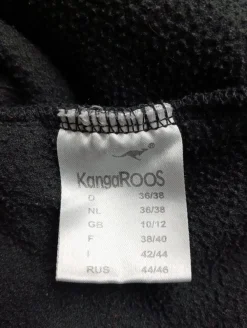 KangaROOS
D 36/38
NL 36/38
GB 10/12
F 38/40
I 42/44
RUS 44/46